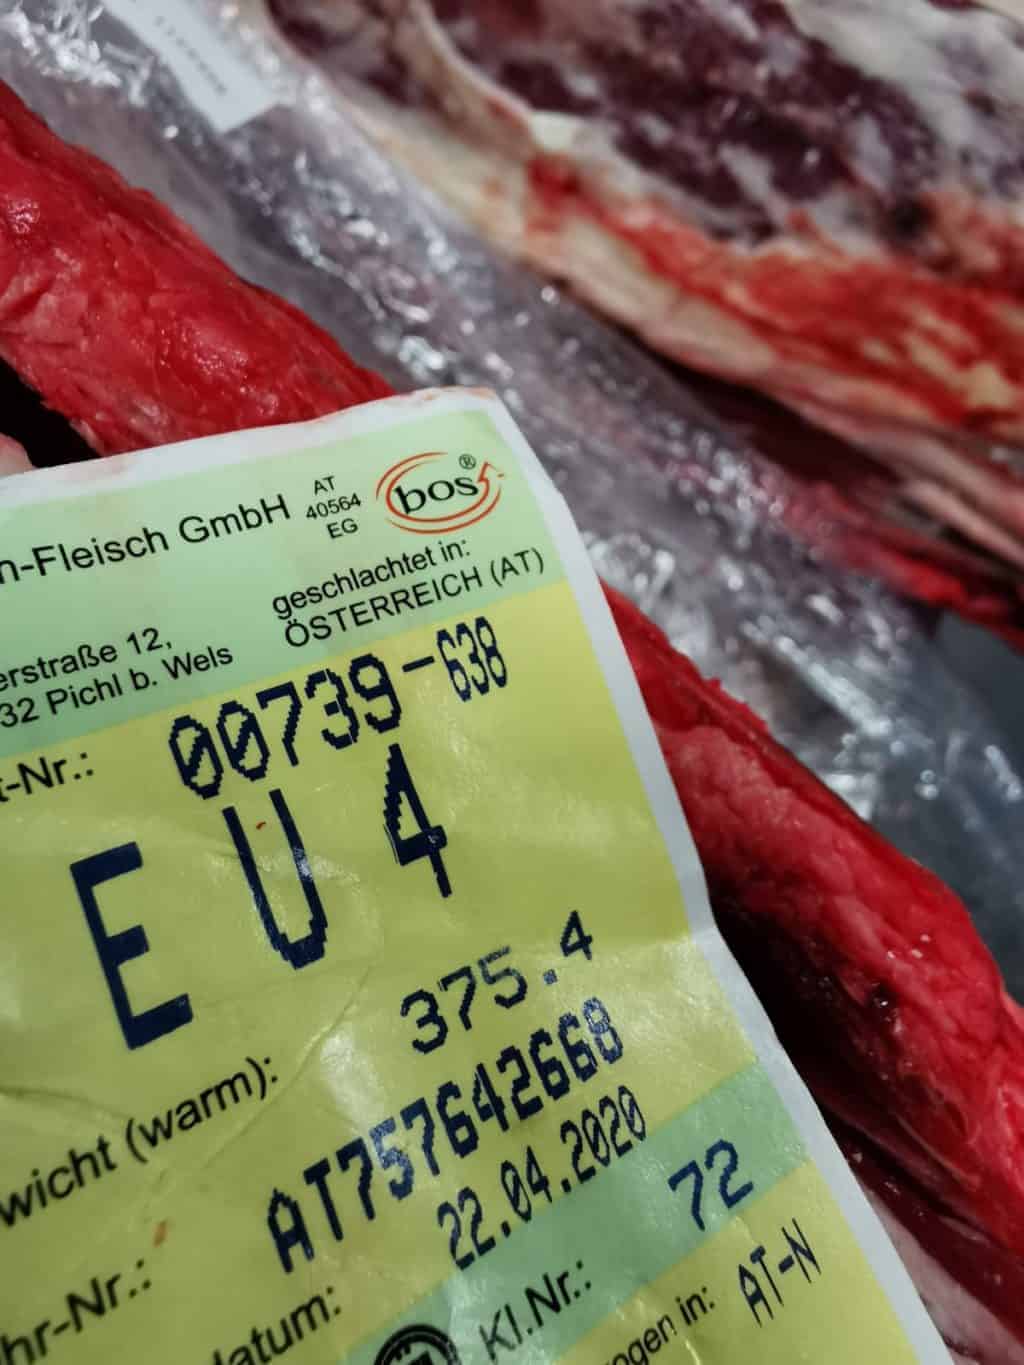 n-Fleisch GmbH
AT
40564
EG
bos®
geschlachtet in:
ÖSTERREICH (AT)
erstraße 12,
32 Pichl b. Wels
t-Nr.: 00739-638
E U 4
wicht (warm): 375.4
hr-Nr.: AT757642668
datum: 22.04.2020
Kl.Nr.: 72
ogen in: AT-N